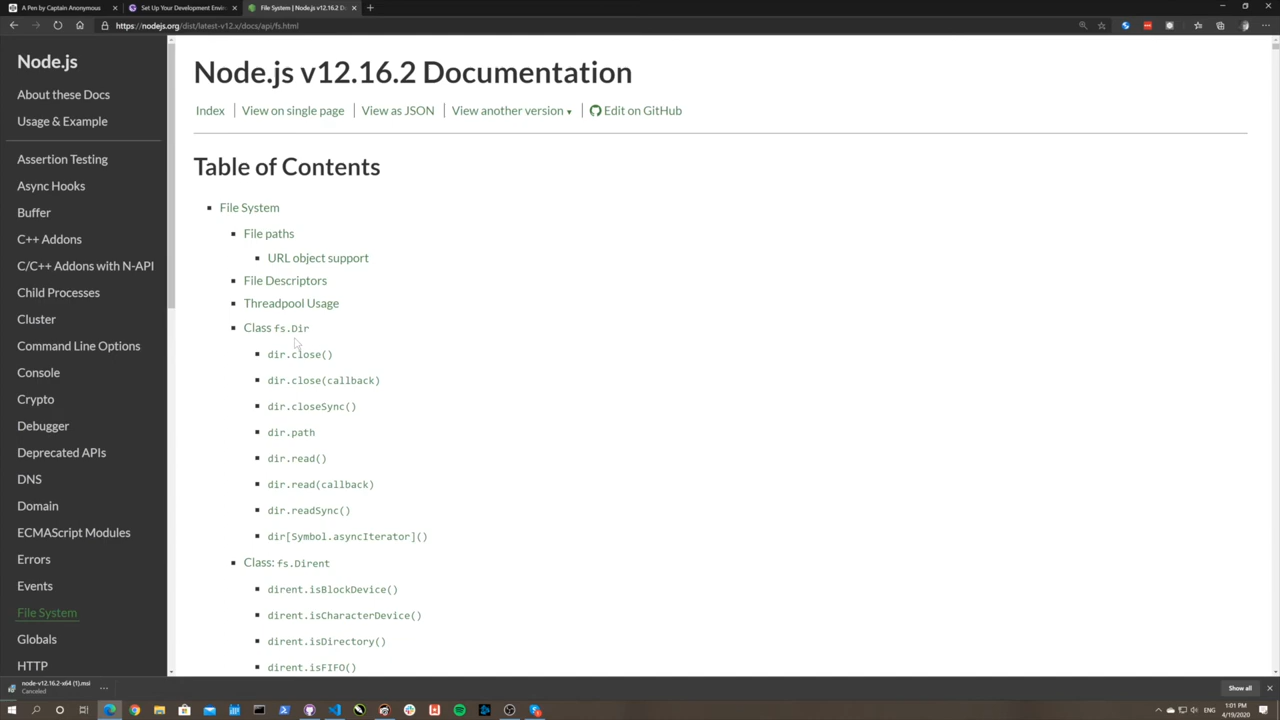 A Pen by Captain Anonymous
Set Up Your Development Envir
File System | Node.js v12.16.2 D
https://nodejs.org/dist/latest-v12.x/docs/api/fs.html
Node.js
About these Docs
Usage & Example
Assertion Testing
Async Hooks
Buffer
C++ Addons
C/C++ Addons with N-API
Child Processes
Cluster
Command Line Options
Console
Crypto
Debugger
Deprecated APIs
DNS
Domain
ECMAScript Modules
Errors
Events
File System
Globals
HTTP
Node.js v12.16.2 Documentation
Index | View on single page | View as JSON | View another version ▼ | Edit on GitHub
Table of Contents
File System
File paths
URL object support
File Descriptors
Threadpool Usage
Class fs.Dir
dir.close()
dir.close(callback)
dir.closeSync()
dir.path
dir.read()
dir.read(callback)
dir.readSync()
dir[Symbol.asyncIterator]()
Class: fs.Dirent
dirent.isBlockDevice()
dirent.isCharacterDevice()
dirent.isDirectory()
dirent.isFIFO()
node-v12.16.2-x64 (1).msi
Canceled
Show all
ENG
1:01 PM
4/19/2020